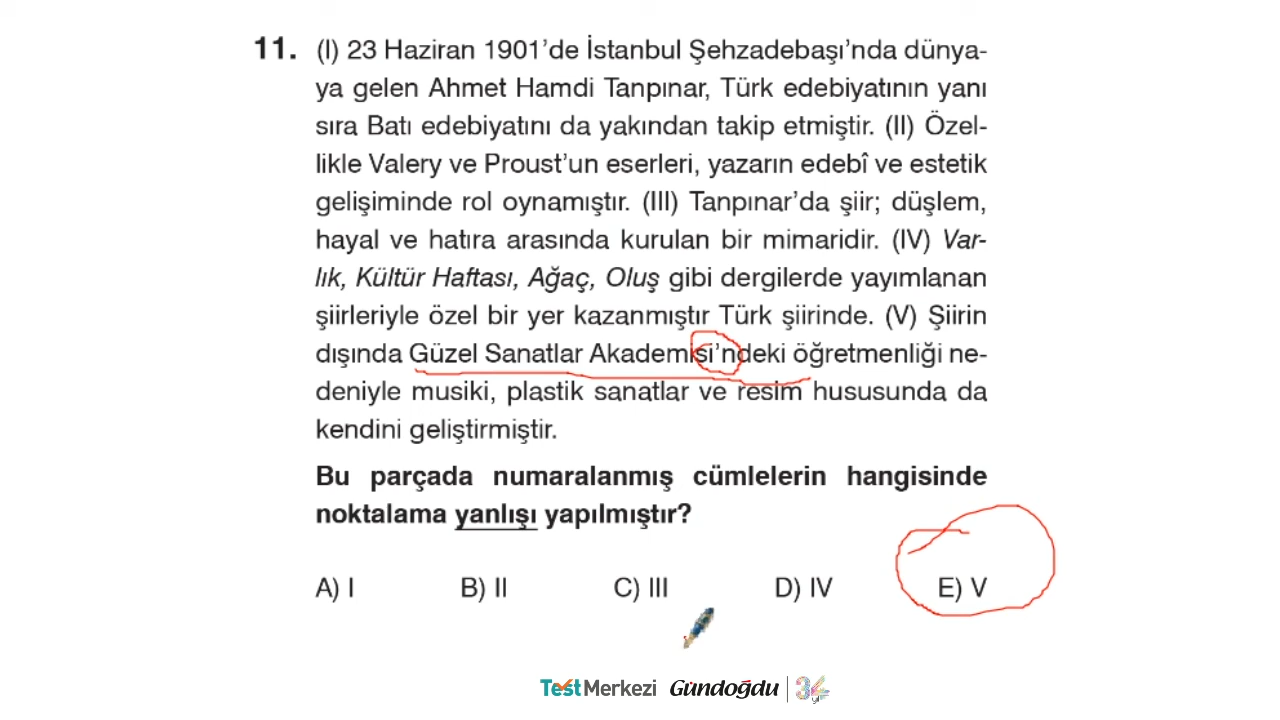 11. (I) 23 Haziran 1901’de İstanbul Şehzadebaşı’nda dünya-
ya gelen Ahmet Hamdi Tanpınar, Türk edebiyatının yanı
sıra Batı edebiyatını da yakından takip etmiştir. (II) Özel-
likle Valery ve Proust’un eserleri, yazarın edebî ve estetik
gelişiminde rol oynamıştır. (III) Tanpınar’da şiir; düşlem,
hayal ve hatıra arasında kurulan bir mimaridir. (IV) Var-
lık, Kültür Haftası, Ağaç, Oluş gibi dergilerde yayımlanan
şiirleriyle özel bir yer kazanmıştır Türk şiirinde. (V) Şiirin
dışında Güzel Sanatlar Akademisi’ndeki öğretmenliği ne-
deniyle musiki, plastik sanatlar ve resim hususunda da
kendini geliştirmiştir.
Bu parçada numaralanmış cümlelerin hangisinde
noktalama yanlışı yapılmıştır?
A) I B) II C) III D) IV E) V
TestMerkezi Gündoğdu 34 yıl